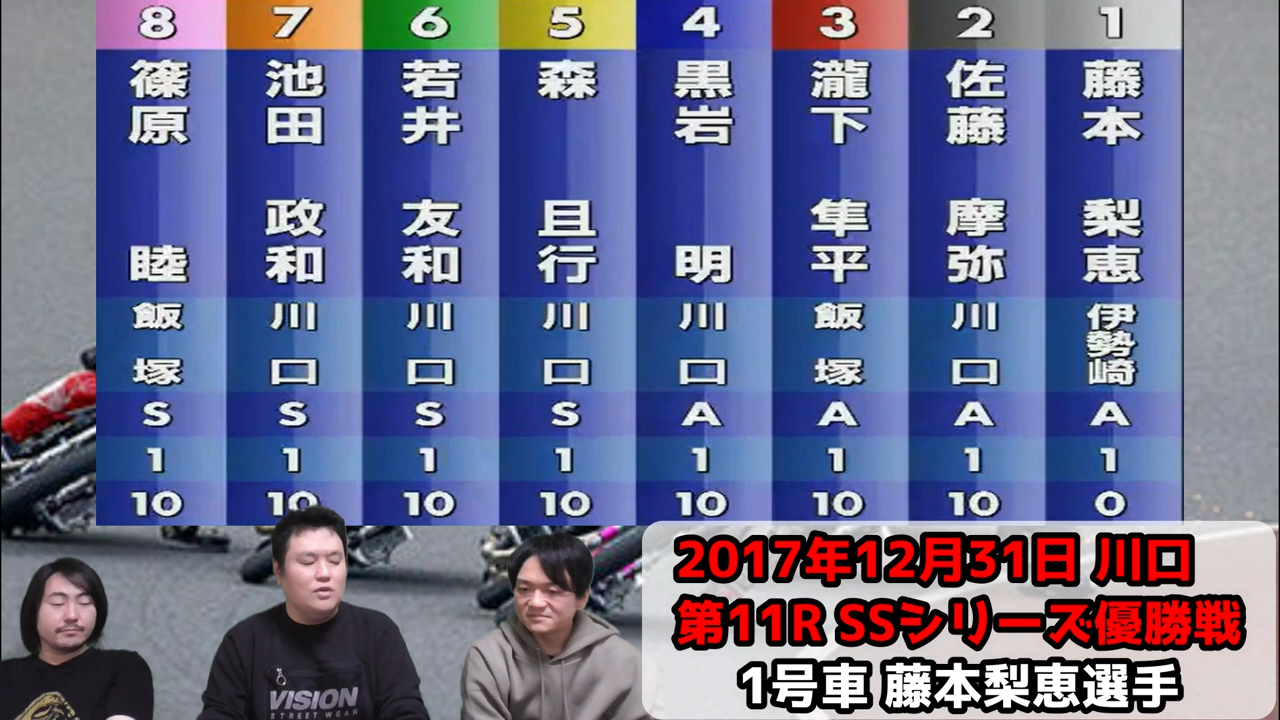 8 7 6 5 4 3 2 1
篠原 睦 池田 政和 若井 友和 森 且行 黒岩 明 瀧下 隼平 佐藤 摩弥 藤本 梨恵
飯塚 川口 川口 川口 川口 飯塚 川口 伊勢崎
S S S S A A A A
1 1 1 1 1 1 1 1
10 10 10 10 10 10 10 0
2017年12月31日 川口
第11R SSシリーズ優勝戦
1号車 藤本梨恵選手
VISION
STREET WEAR